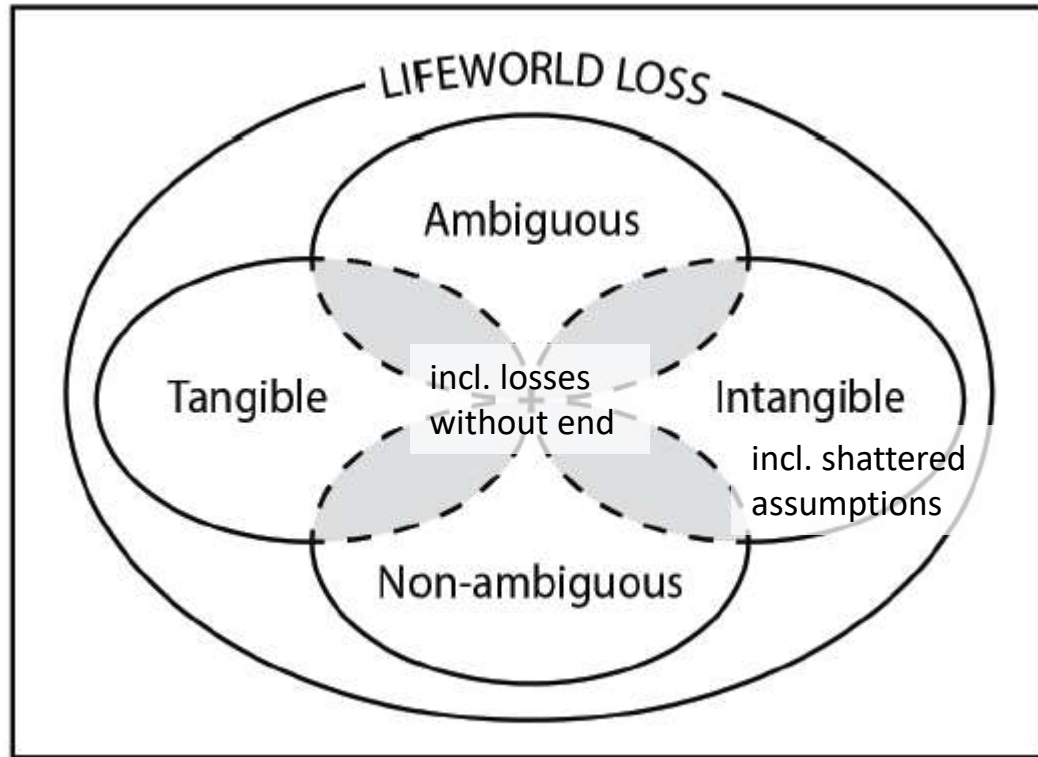 LIFEWORLD LOSS
Ambiguous
Tangible
incl. losses
without end
Intangible
incl. shattered
assumptions
Non-ambiguous